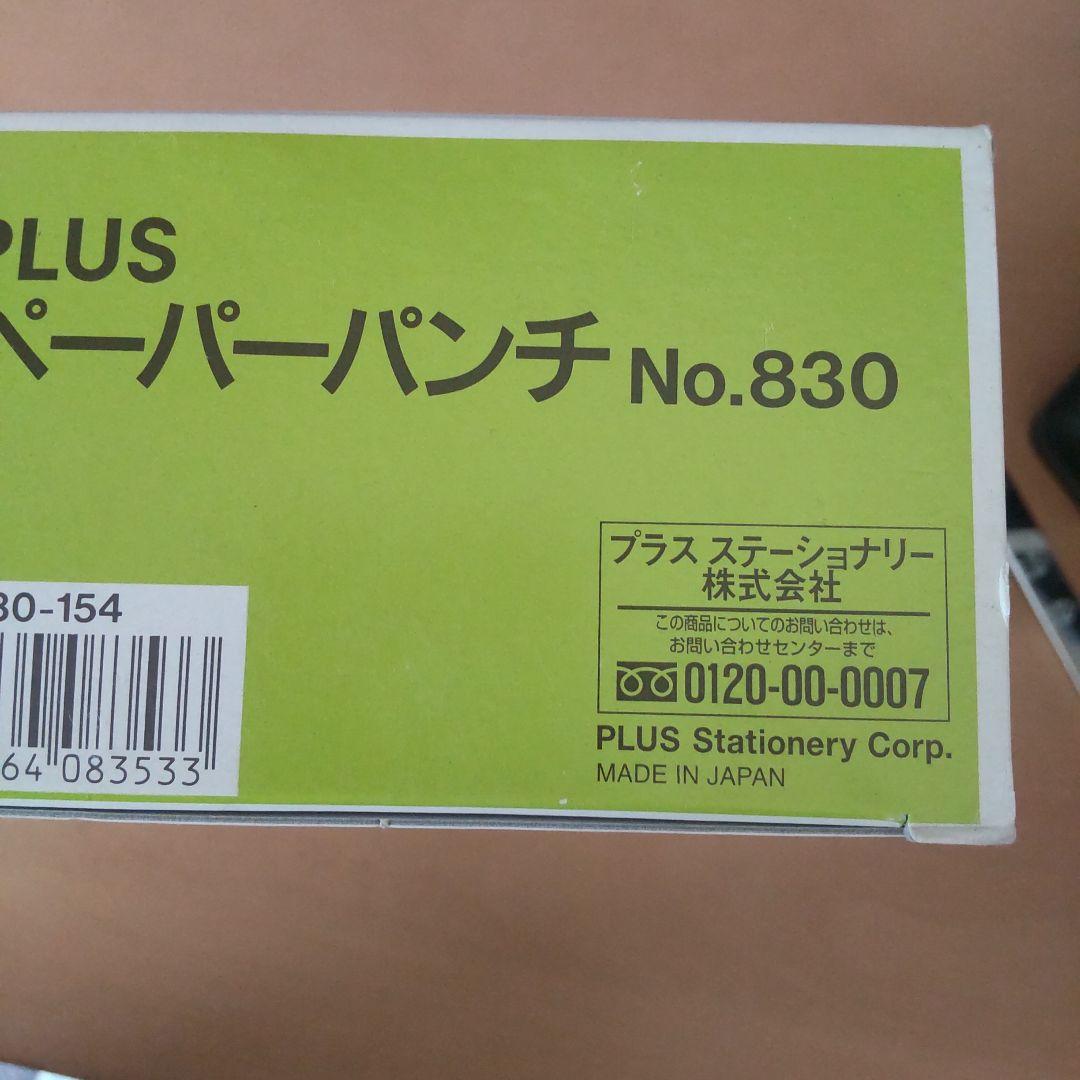 PLUS
ペーパーパンチ No.830
30-154
64 083533
プラス ステーショナリー
株式会社
この商品についてのお問い合わせは、
お問い合わせセンターまで
0120-00-0007
PLUS Stationery Corp.
MADE IN JAPAN